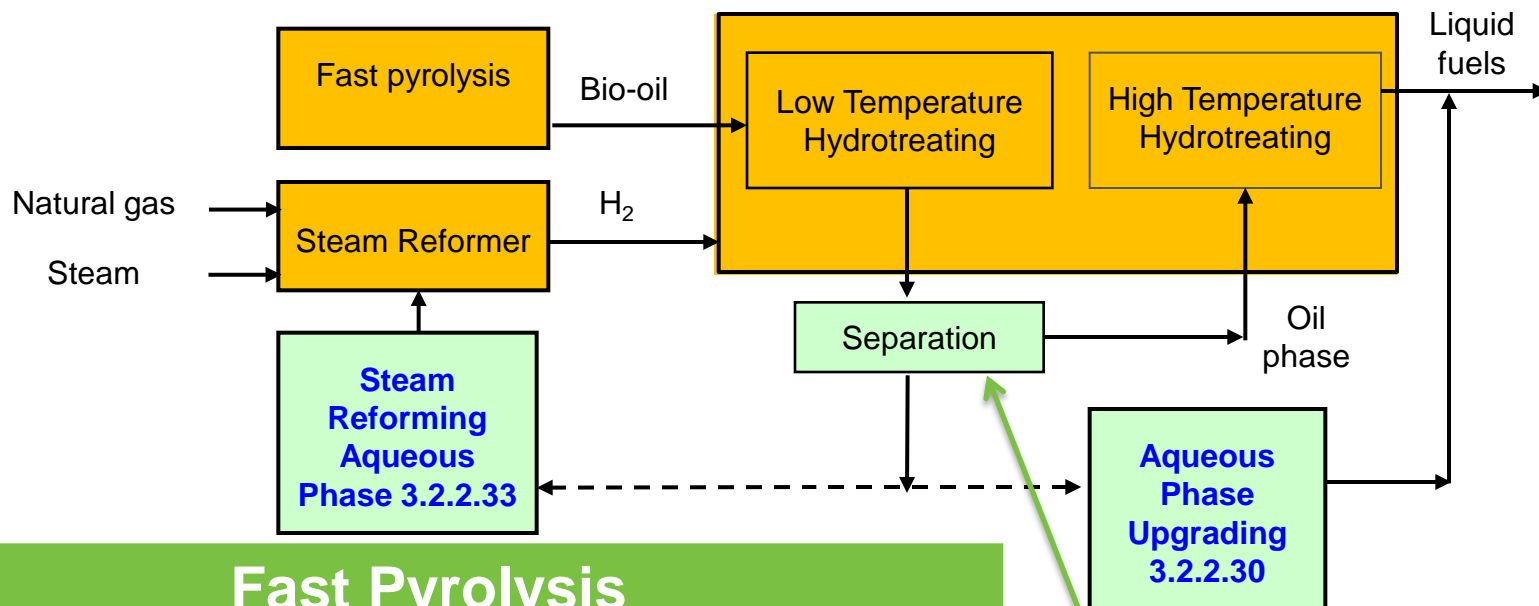 Fast pyrolysis
Bio-oil
Low Temperature
Hydrotreating
High Temperature
Hydrotreating
Liquid
fuels
Natural gas
Steam
Steam Reformer
H₂
Separation
Oil
phase
Steam
Reforming
Aqueous
Phase 3.2.2.33
Aqueous
Phase
Upgrading
3.2.2.30
Fast Pyrolysis